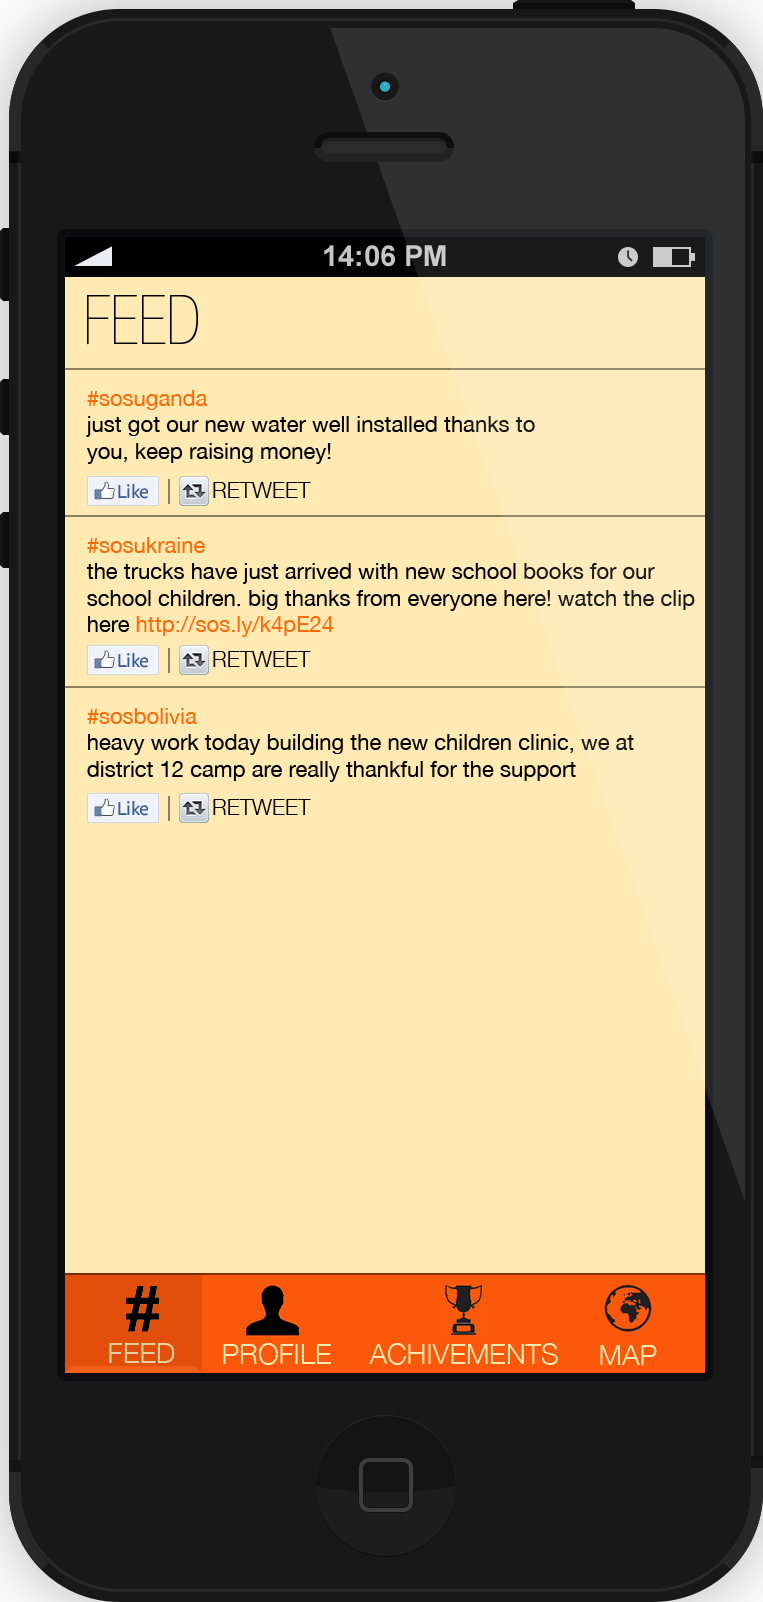 14:06 PM
FEED
#sosuganda
just got our new water well installed thanks to
you, keep raising money!
Like | RETWEET
#sosukraine
the trucks have just arrived with new school books for our
school children. big thanks from everyone here! watch the clip
here http://sos.ly/k4pE24
Like | RETWEET
#sosbolivia
heavy work today building the new children clinic, we at
district 12 camp are really thankful for the support
Like | RETWEET
#
FEED PROFILE ACHIVEMENTS MAP